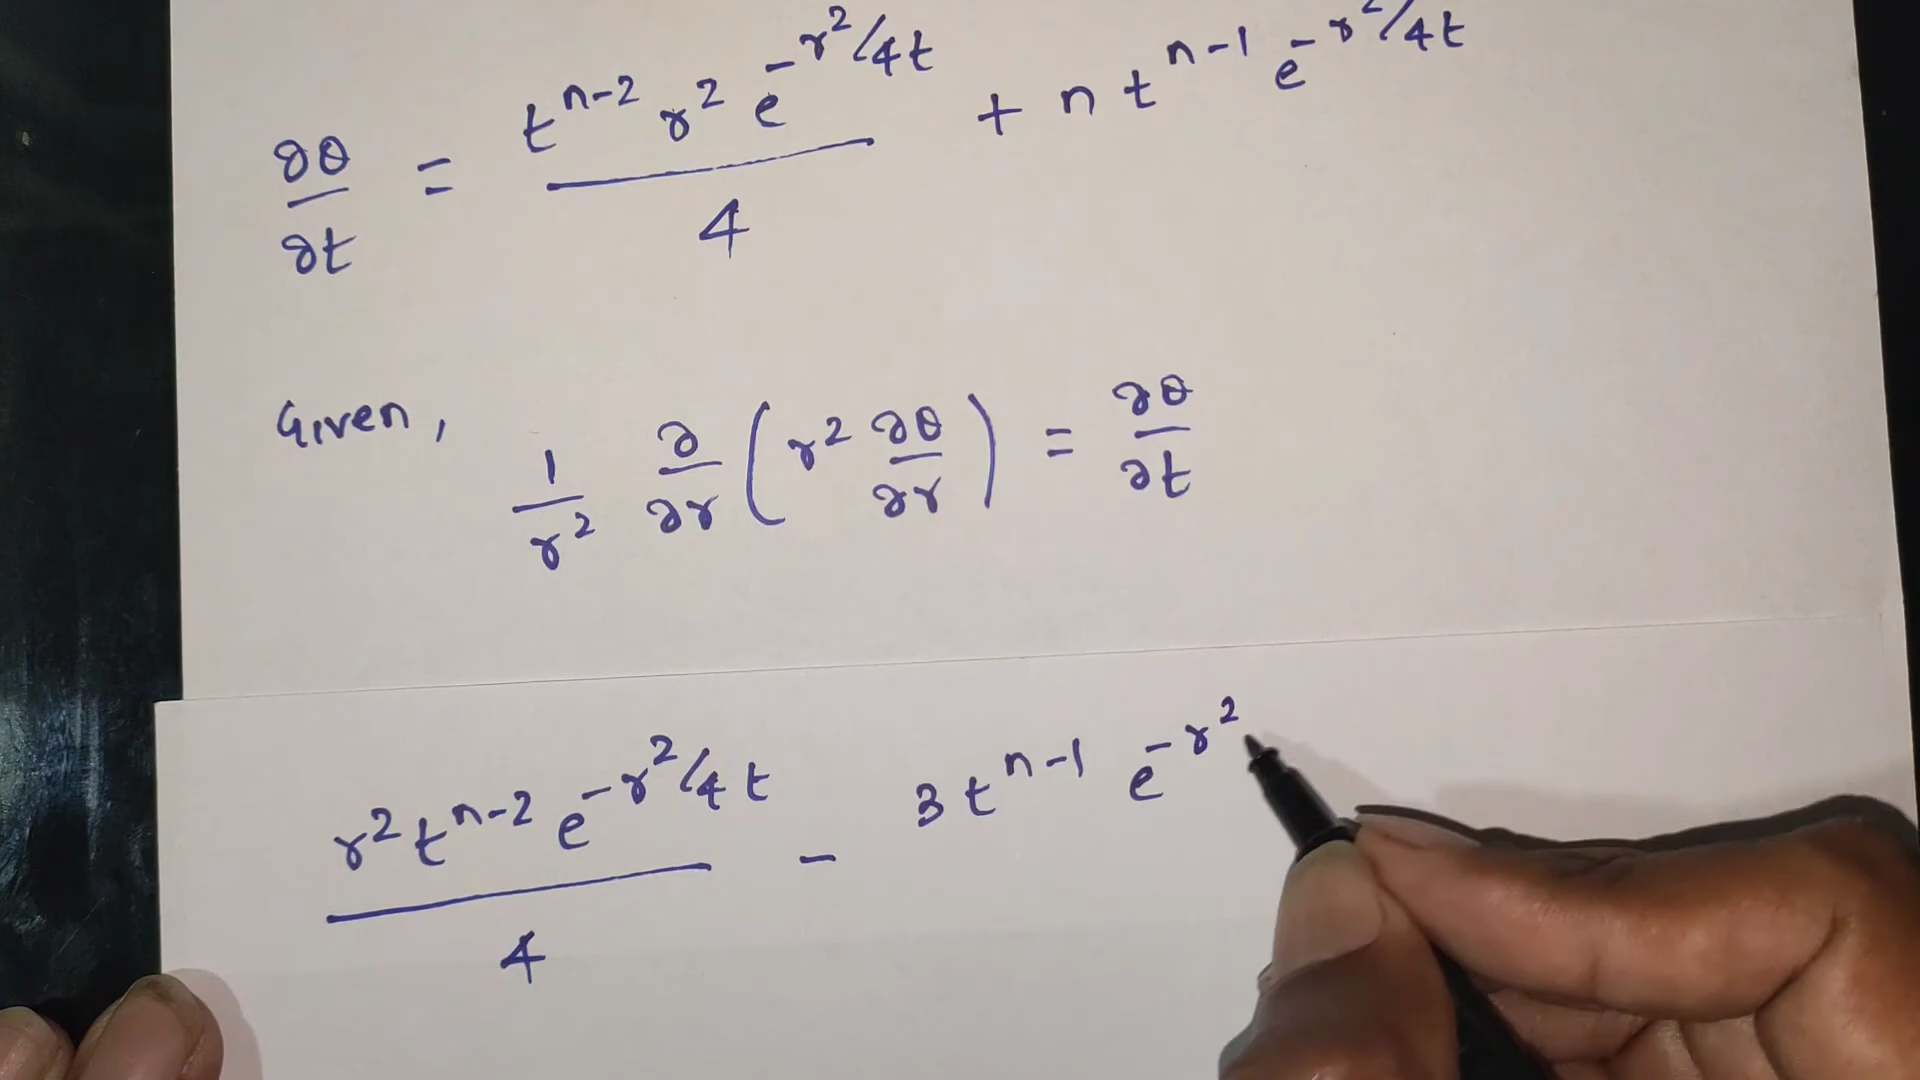 ∂θ/∂t = t^(n-2) r^2 e^(-r^2/4t) / 4 + n t^(n-1) e^(-r^2/4t)
Given, 1/r^2 ∂/∂r ( r^2 ∂θ/∂r ) = ∂θ/∂t
r^2 t^(n-2) e^(-r^2/4t) / 4 - 3 t^(n-1) e^(-r^2)